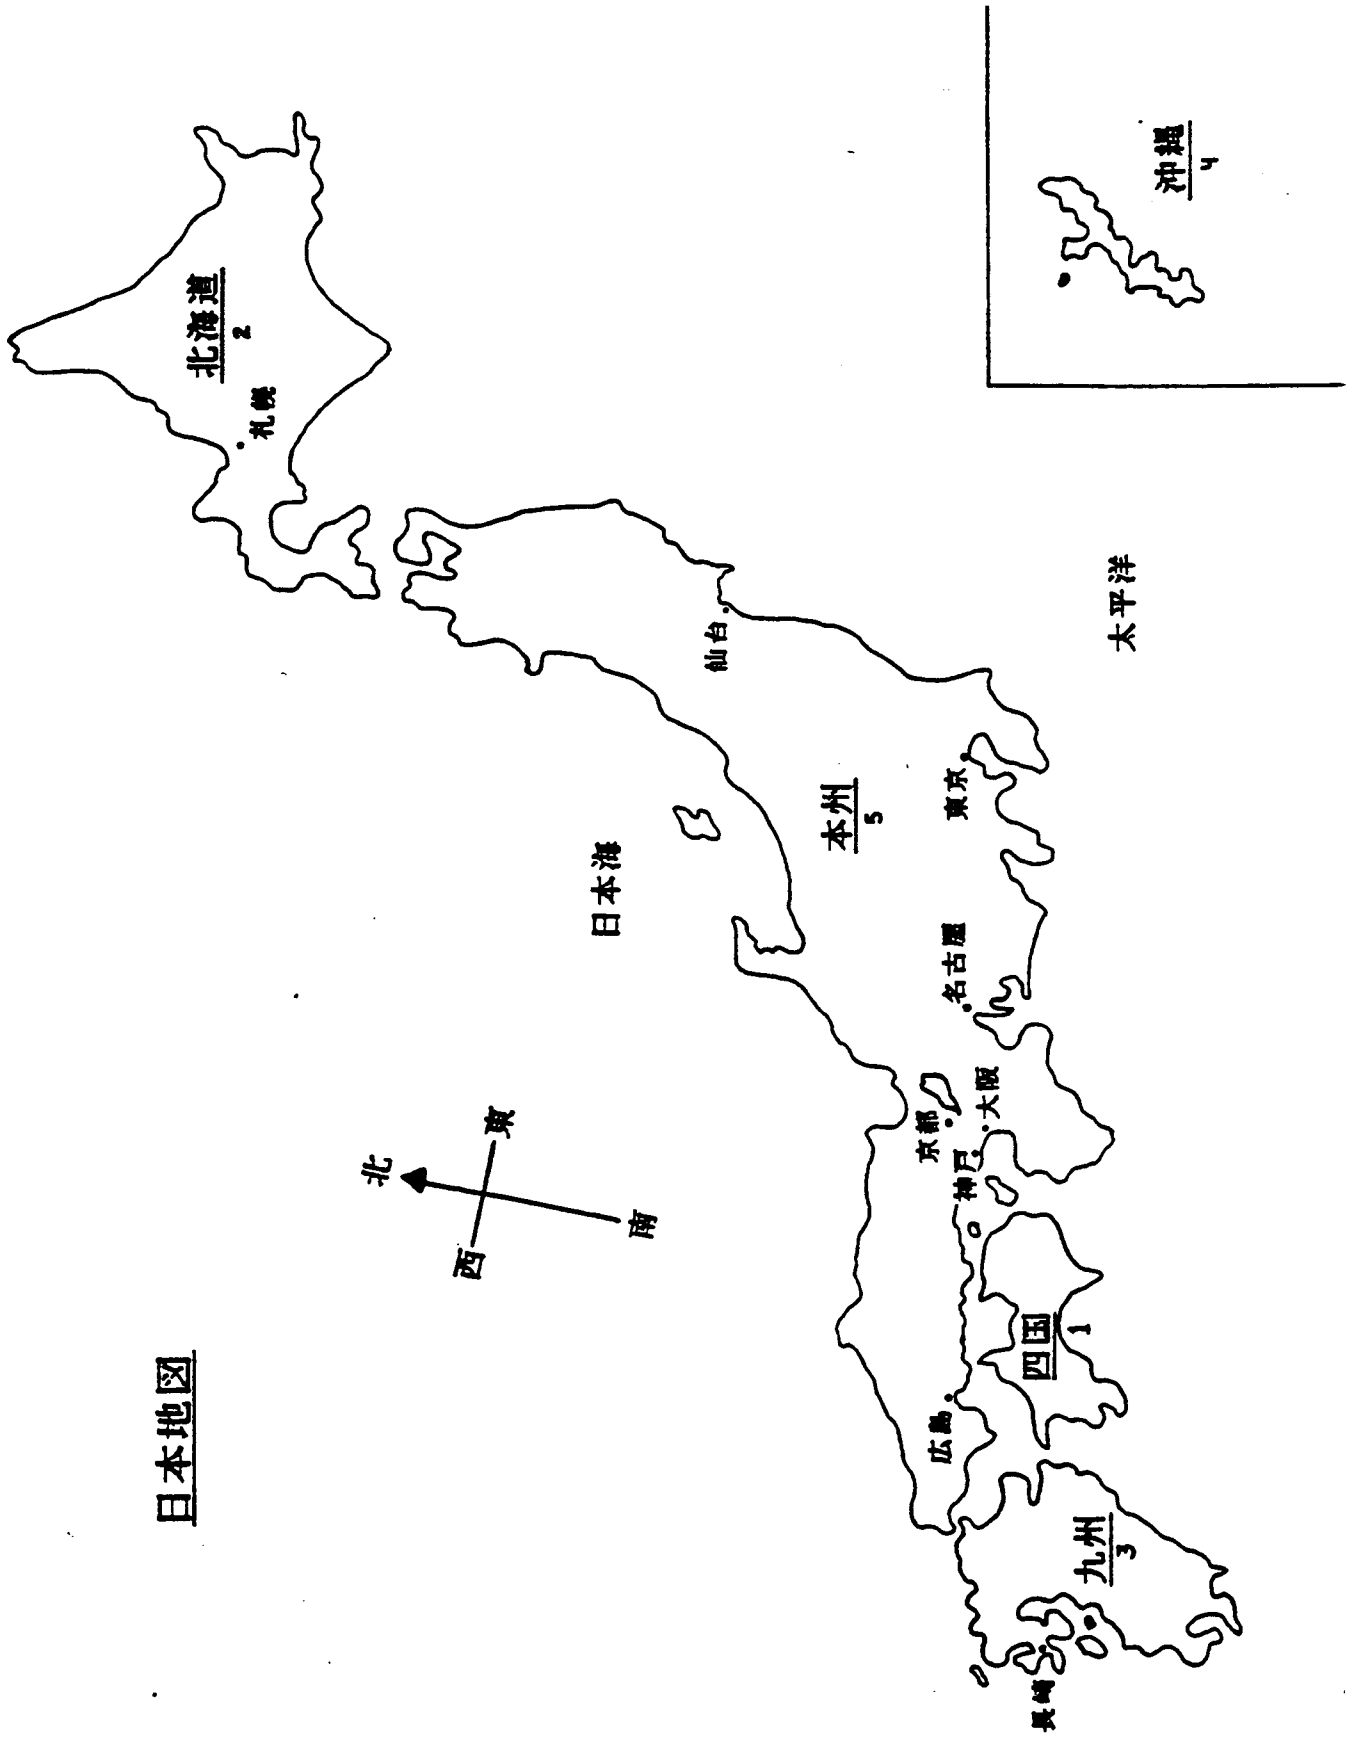 日本地図
北
西
東
南
日本海
太平洋
北海道
2
札幌
仙台
本州
5
東京
名古屋
京都
大阪
神戸
広島
四国
1
九州
3
長崎
沖縄
4